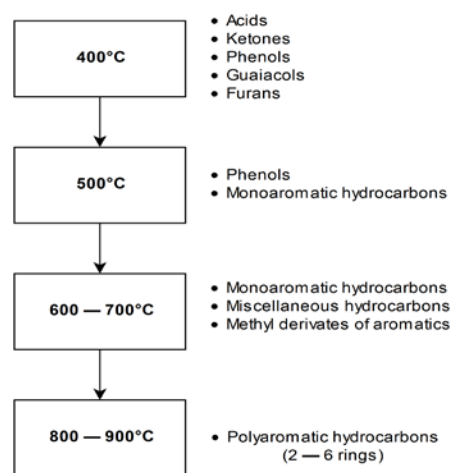 400°C
• Acids
• Ketones
• Phenols
• Guaiacols
• Furans
500°C
• Phenols
• Monoaromatic hydrocarbons
600 — 700°C
• Monoaromatic hydrocarbons
• Miscellaneous hydrocarbons
• Methyl derivates of aromatics
800 — 900°C
• Polyaromatic hydrocarbons
(2 — 6 rings)